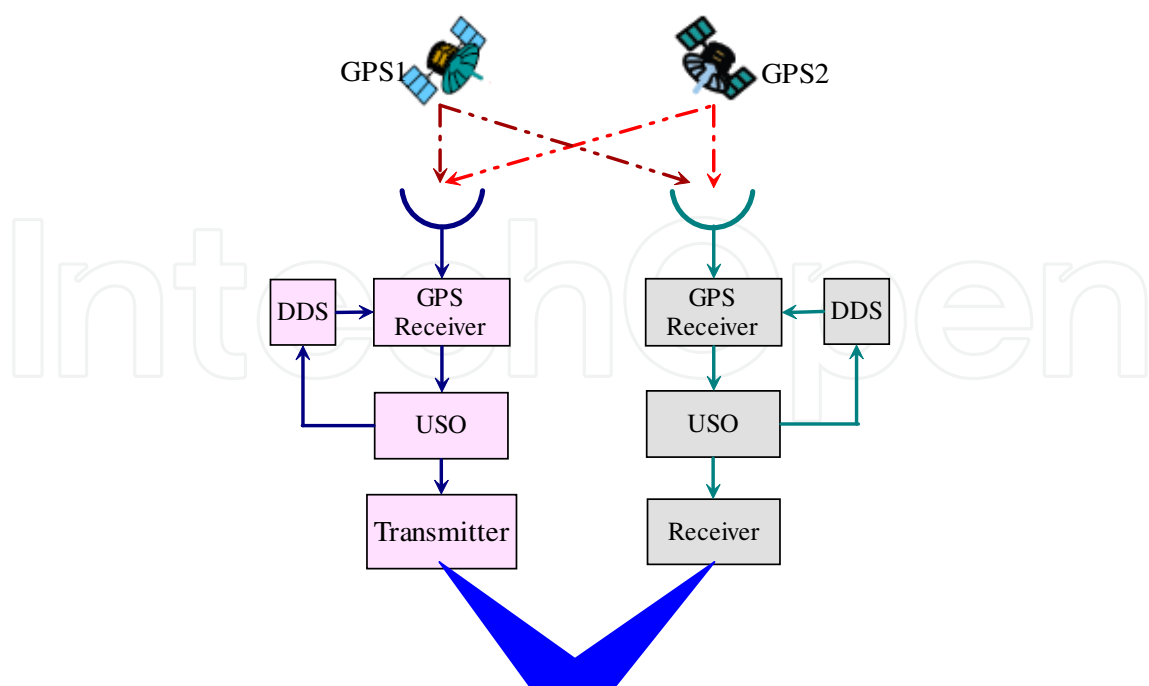 GPS1
GPS2
IntechOpen
DDS
GPS
Receiver
GPS
Receiver
DDS
USO
USO
Transmitter
Receiver